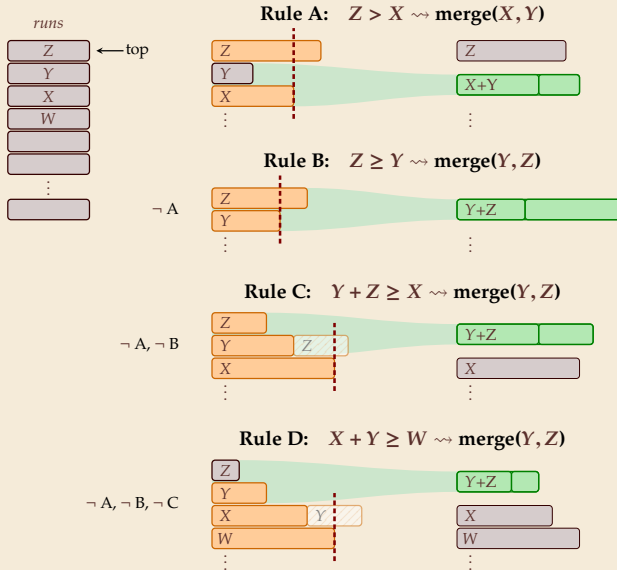 runs
Z
top
Y
X
W
⋮
Rule A: Z > X ⇝ merge(X, Y)
Z
Y
X
⋮
Z
X+Y
⋮
Rule B: Z ≥ Y ⇝ merge(Y, Z)
¬ A
Z
Y
⋮
Y+Z
⋮
Rule C: Y + Z ≥ X ⇝ merge(Y, Z)
¬ A, ¬ B
Z
Y Z
X
⋮
Y+Z
X
⋮
Rule D: X + Y ≥ W ⇝ merge(Y, Z)
¬ A, ¬ B, ¬ C
Z
Y
X Y
W
⋮
Y+Z
X
W
⋮